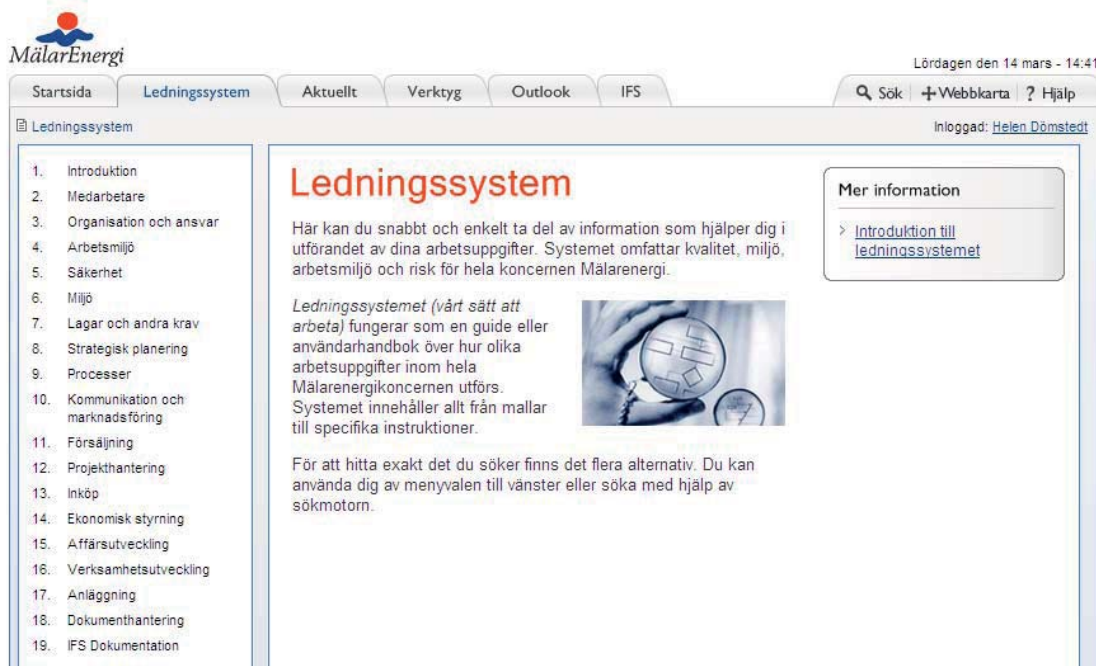 MälarEnergi
Lördagen den 14 mars - 14:41
Startsida Ledningssystem Aktuellt Verktyg Outlook IFS Sök Webbkarta ? Hjälp
Ledningssystem Inloggad: Helen Dömstedt
1. Introduktion
2. Medarbetare
3. Organisation och ansvar
4. Arbetsmiljö
5. Säkerhet
6. Miljö
7. Lagar och andra krav
8. Strategisk planering
9. Processer
10. Kommunikation och
marknadsföring
11. Försäljning
12. Projekthantering
13. Inköp
14. Ekonomisk styrning
15. Affärsutveckling
16. Verksamhetsutveckling
17. Anläggning
18. Dokumenthantering
19. IFS Dokumentation
Ledningssystem
Här kan du snabbt och enkelt ta del av information som hjälper dig i
utförandet av dina arbetsuppgifter. Systemet omfattar kvalitet, miljö,
arbetsmiljö och risk för hela koncernen Mälarenergi.
Ledningssystemet (vårt sätt att
arbeta) fungerar som en guide eller
användarhandbok över hur olika
arbetsuppgifter inom hela
Mälarenergikoncernen utförs.
Systemet innehåller allt från mallar
till specifika instruktioner.
För att hitta exakt det du söker finns det flera alternativ. Du kan
använda dig av menyvalen till vänster eller söka med hjälp av
sökmotorn.
Mer information
> Introduktion till
ledningssystemet